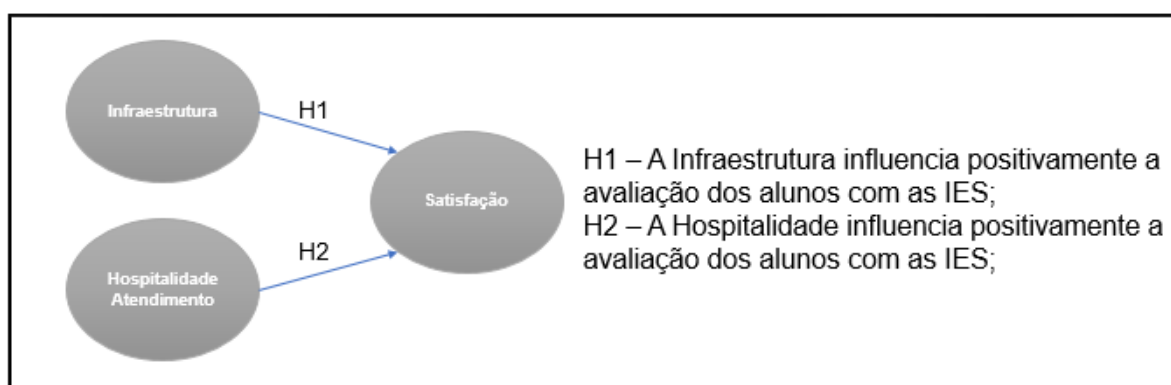 Infraestrutura
H1
Satisfação
H2
Hospitalidade
Atendimento
H1 – A Infraestrutura influencia positivamente a
avaliação dos alunos com as IES;
H2 – A Hospitalidade influencia positivamente a
avaliação dos alunos com as IES;